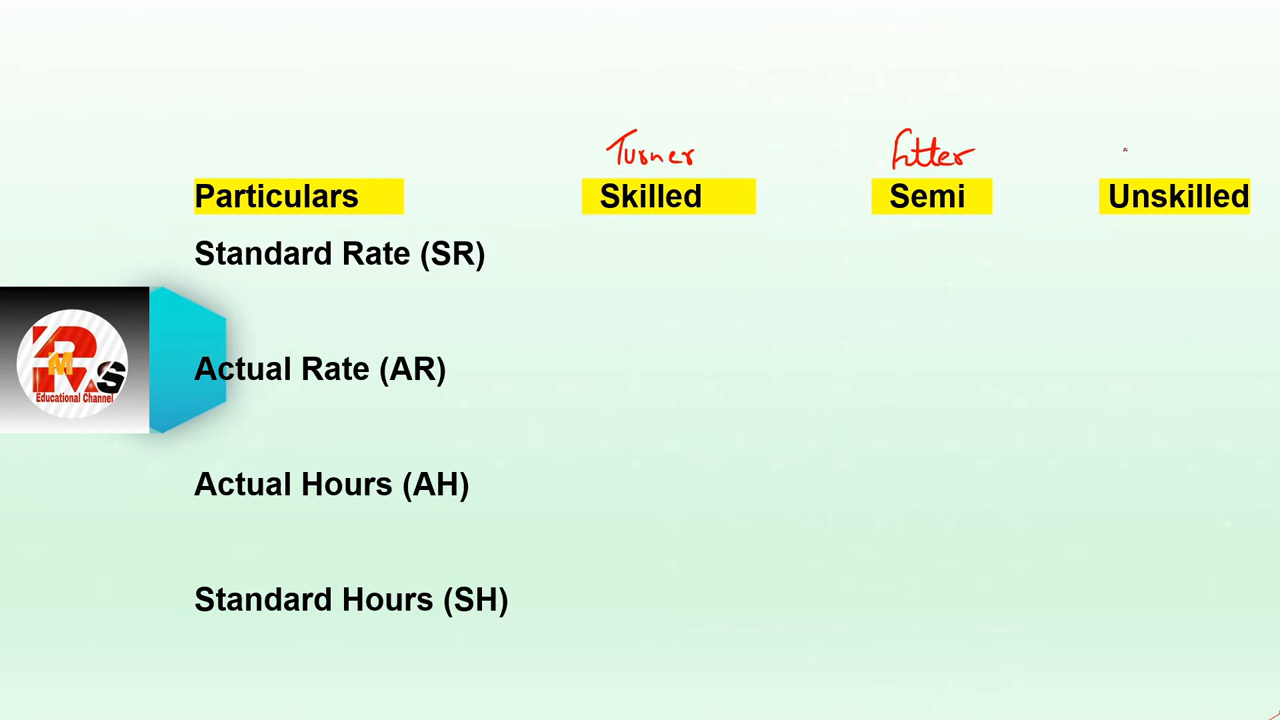 Turner fitter
Particulars Skilled Semi Unskilled
Standard Rate (SR)
Actual Rate (AR)
MS
Educational Channel
Actual Hours (AH)
Standard Hours (SH)